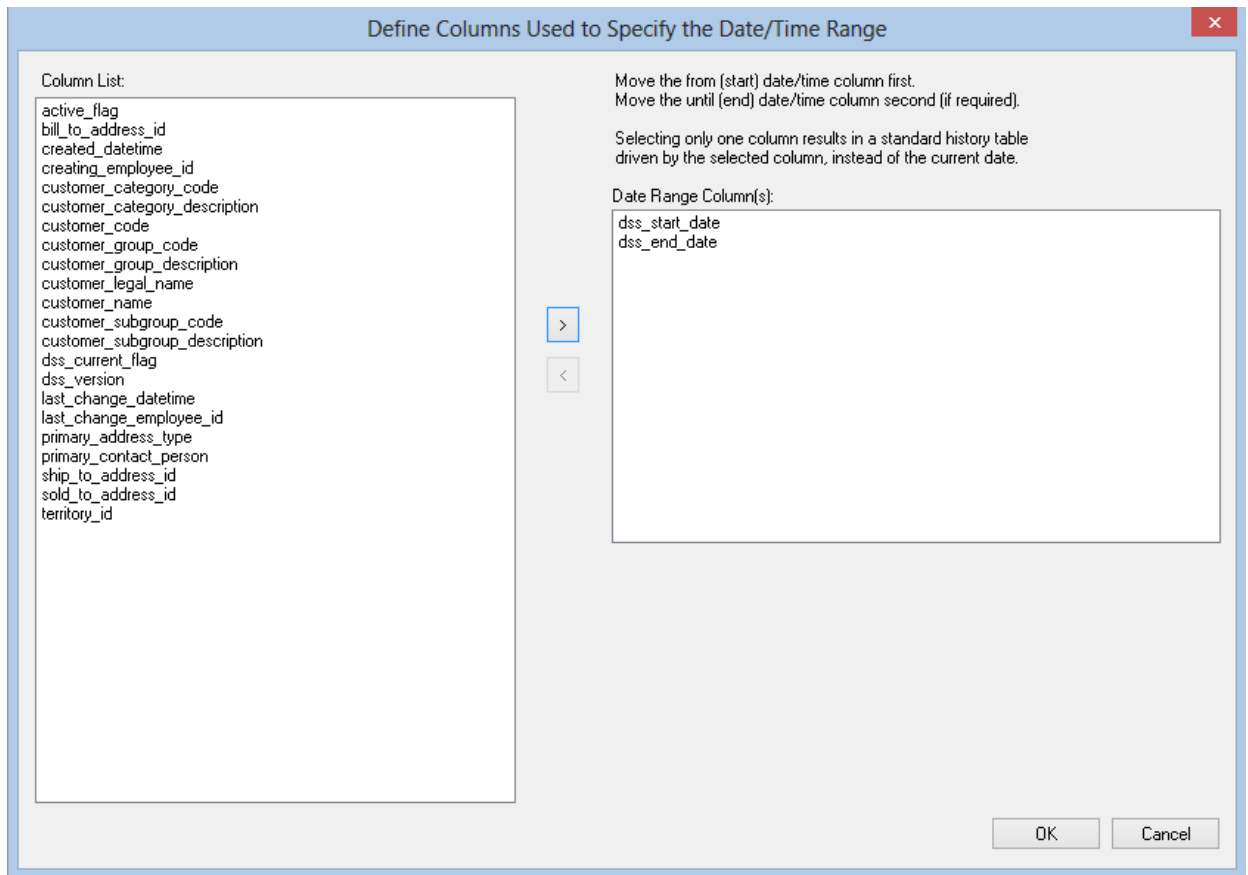 Define Columns Used to Specify the Date/Time Range
Column List:
active_flag
bill_to_address_id
created_datetime
creating_employee_id
customer_category_code
customer_category_description
customer_code
customer_group_code
customer_group_description
customer_legal_name
customer_name
customer_subgroup_code
customer_subgroup_description
dss_current_flag
dss_version
last_change_datetime
last_change_employee_id
primary_address_type
primary_contact_person
ship_to_address_id
sold_to_address_id
territory_id
>
<
Move the from (start) date/time column first.
Move the until (end) date/time column second (if required).
Selecting only one column results in a standard history table
driven by the selected column, instead of the current date.
Date Range Column(s):
dss_start_date
dss_end_date
OK
Cancel